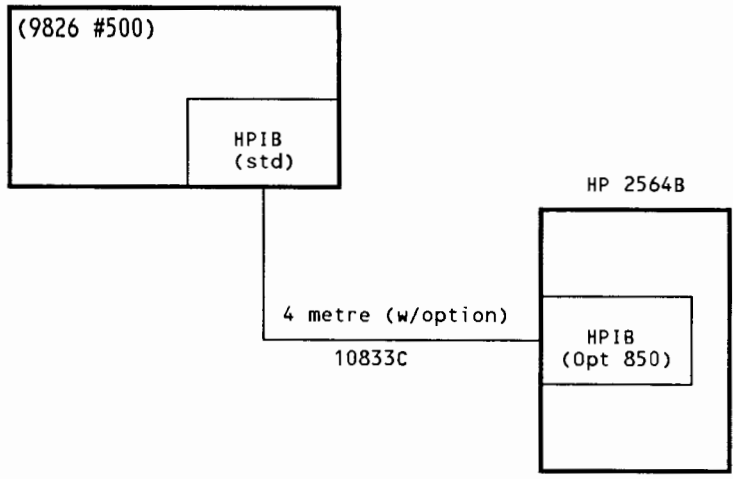 (9826 #500)
HPIB
(std)
HP 2564B
4 metre (w/option)
10833C
HPIB
(Opt 850)